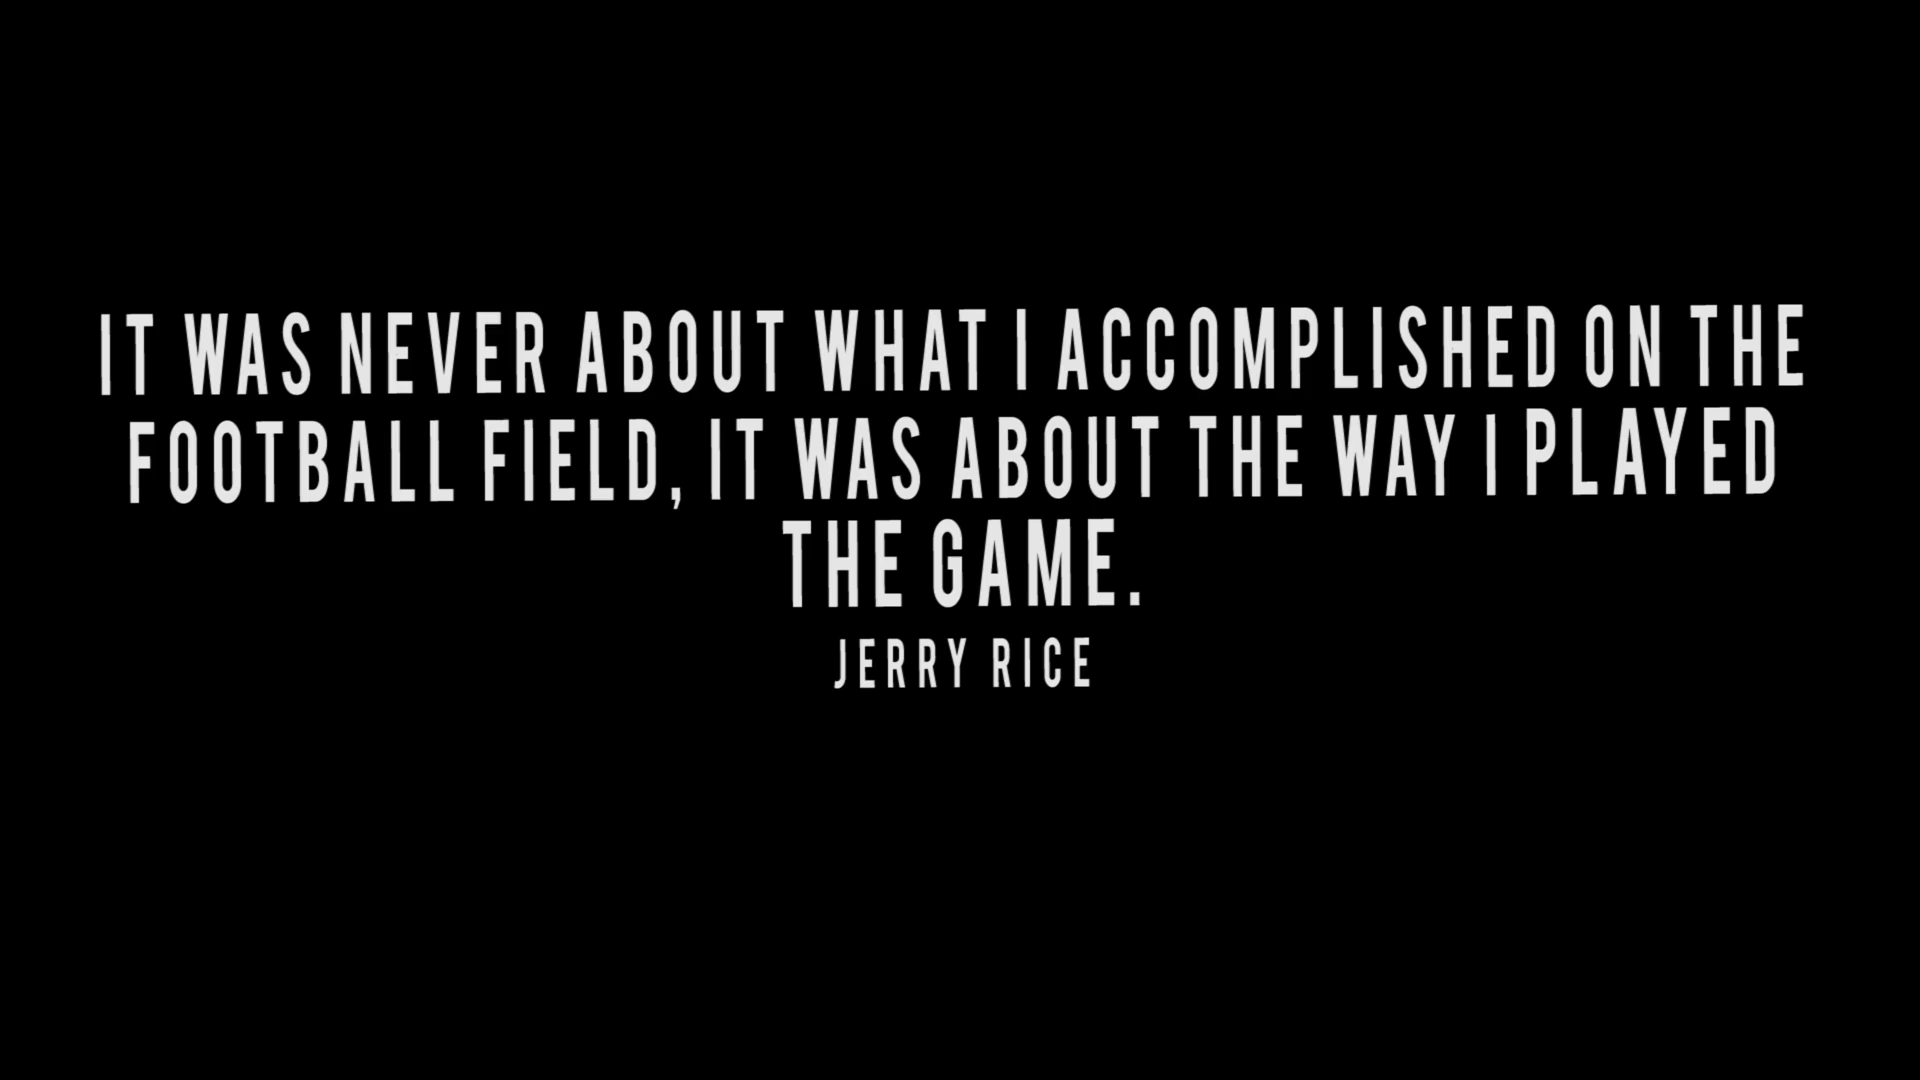 IT WAS NEVER ABOUT WHAT I ACCOMPLISHED ON THE
FOOTBALL FIELD, IT WAS ABOUT THE WAY I PLAYED
THE GAME.
JERRY RICE